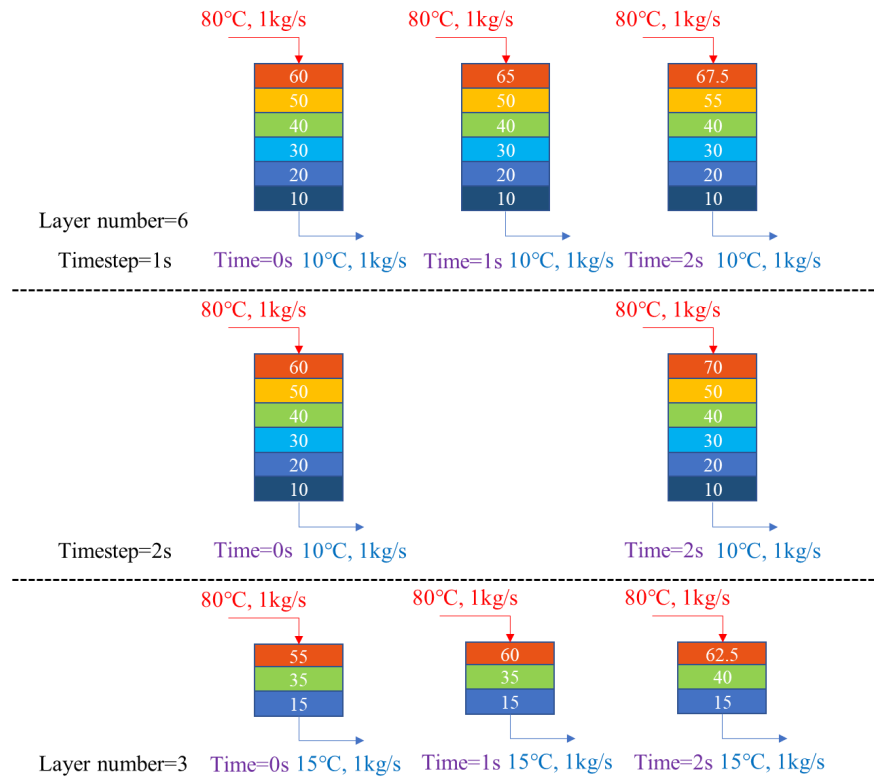 80℃, 1kg/s 80℃, 1kg/s 80℃, 1kg/s
60 65 67.5
50 50 55
40 40 40
30 30 30
20 20 20
10 10 10
Layer number=6
Timestep=1s Time=0s 10℃, 1kg/s Time=1s 10℃, 1kg/s Time=2s 10℃, 1kg/s
80℃, 1kg/s 80℃, 1kg/s
60 70
50 50
40 40
30 30
20 20
10 10
Timestep=2s Time=0s 10℃, 1kg/s Time=2s 10℃, 1kg/s
80℃, 1kg/s 80℃, 1kg/s 80℃, 1kg/s
55 60 62.5
35 35 40
15 15 15
Layer number=3 Time=0s 15℃, 1kg/s Time=1s 15℃, 1kg/s Time=2s 15℃, 1kg/s